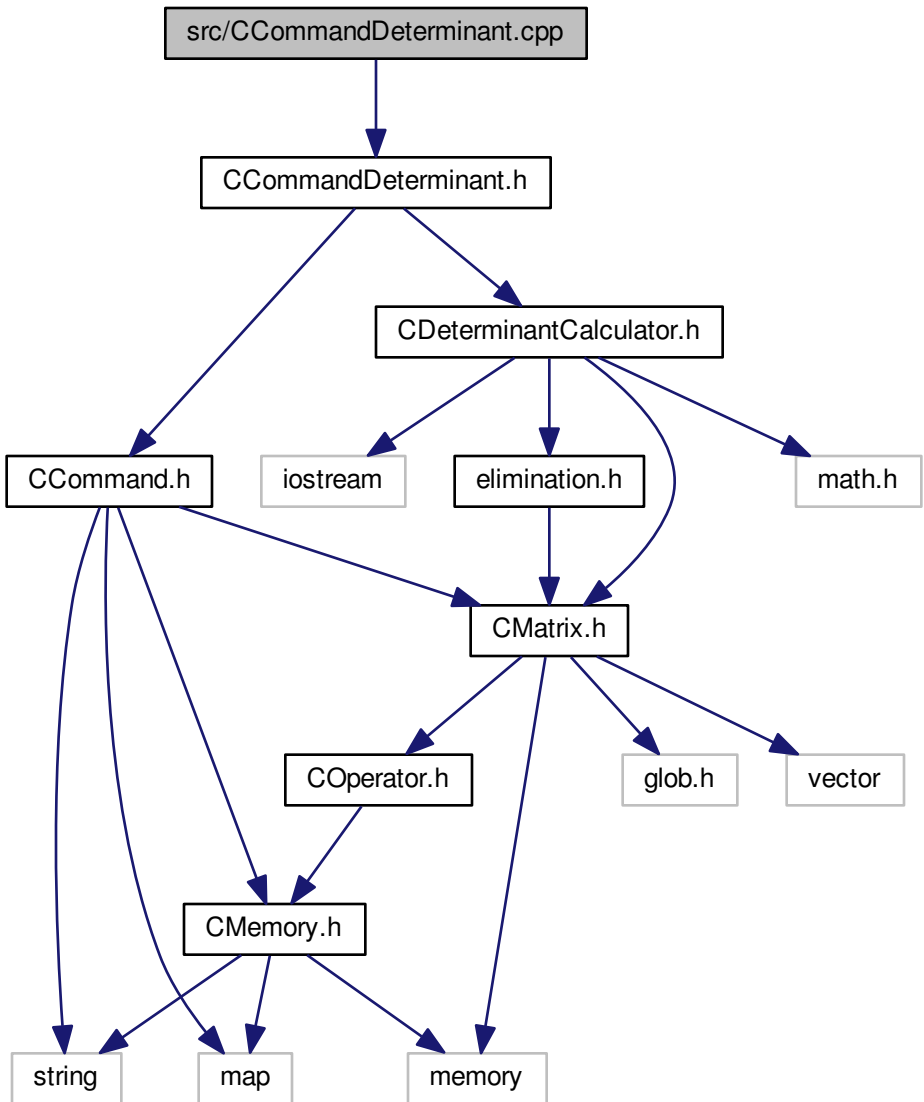 src/CCommandDeterminant.cpp
CCommandDeterminant.h
CDeterminantCalculator.h
CCommand.h
iostream
elimination.h
math.h
CMatrix.h
COperator.h
glob.h
vector
CMemory.h
string
map
memory